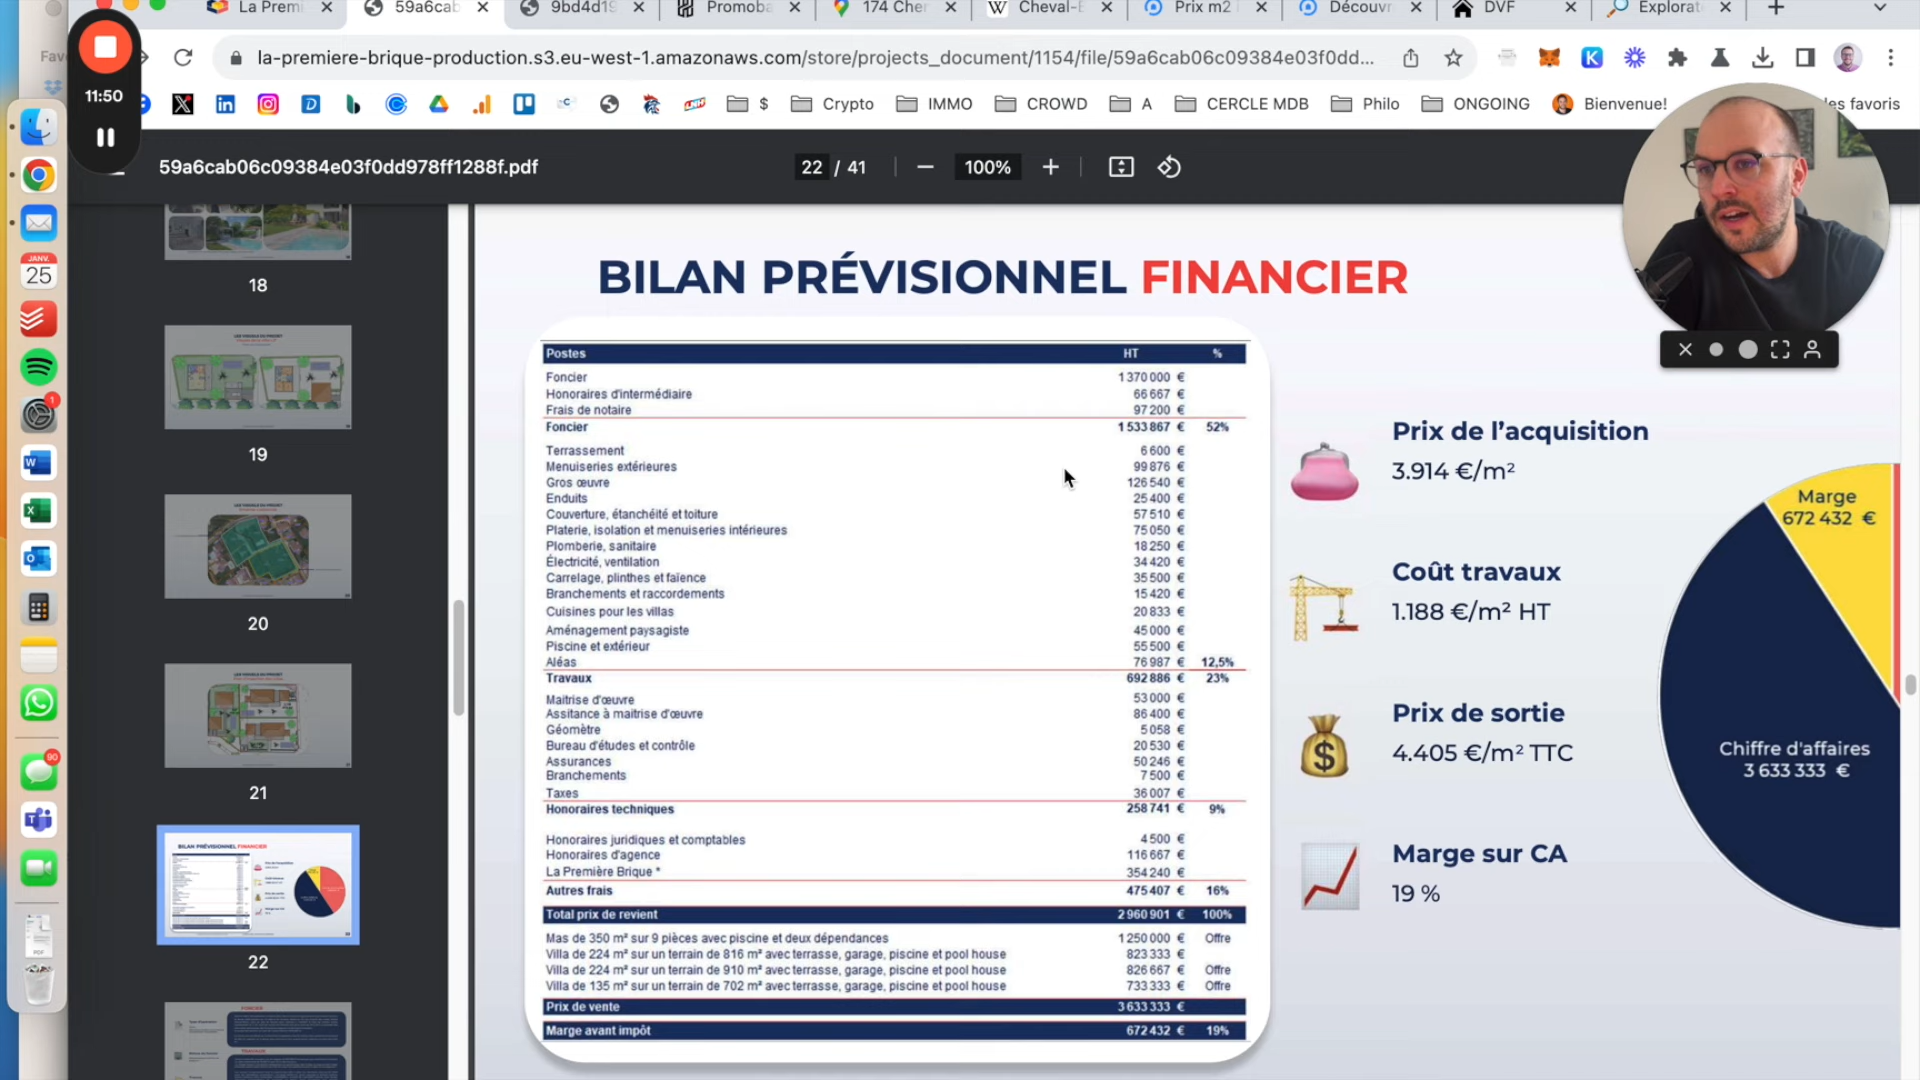 La Premi
59a6cab
9bd4d19
Promoba
174 Cher
Cheval-B
Prix m2
Découvr
DVF
Explorat
Fav
la-premiere-brique-production.s3.eu-west-1.amazonaws.com/store/projects_document/1154/file/59a6cab06c09384e03f0dd...
11:50
$
Crypto
IMMO
CROWD
A
CERCLE MDB
Philo
ONGOING
Bienvenue!
les favoris
59a6cab06c09384e03f0dd978ff1288f.pdf
22 / 41
100%
JANV.
25
1
90
18
19
20
21
22
BILAN PRÉVISIONNEL FINANCIER
Postes HT %
Foncier 1 370 000 €
Honoraires d'intermédiaire 66 667 €
Frais de notaire 97 200 €
Foncier 1 533 867 € 52%
Terrassement 6 600 €
Menuiseries extérieures 99 876 €
Gros œuvre 126 540 €
Enduits 25 400 €
Couverture, étanchéité et toiture 57 510 €
Platerie, isolation et menuiseries intérieures 75 050 €
Plomberie, sanitaire 18 250 €
Électricité, ventilation 34 420 €
Carrelage, plinthes et faïence 35 500 €
Branchements et raccordements 15 420 €
Cuisines pour les villas 20 833 €
Aménagement paysagiste 45 000 €
Piscine et extérieur 55 500 €
Aléas 76 987 € 12,5%
Travaux 692 886 € 23%
Maitrise d'œuvre 53 000 €
Assitance à maitrise d'œuvre 86 400 €
Géomètre 5 058 €
Bureau d'études et contrôle 20 530 €
Assurances 50 246 €
Branchements 7 500 €
Taxes 36 007 €
Honoraires techniques 258 741 € 9%
Honoraires juridiques et comptables 4 500 €
Honoraires d'agence 116 667 €
La Première Brique * 354 240 €
Autres frais 475 407 € 16%
Total prix de revient 2 960 901 € 100%
Mas de 350 m² sur 9 pièces avec piscine et deux dépendances 1 250 000 € Offre
Villa de 224 m² sur un terrain de 816 m² avec terrasse, garage, piscine et pool house 823 333 €
Villa de 224 m² sur un terrain de 910 m² avec terrasse, garage, piscine et pool house 826 667 € Offre
Villa de 135 m² sur un terrain de 702 m² avec terrasse, garage, piscine et pool house 733 333 € Offre
Prix de vente 3 633 333 €
Marge avant impôt 672 432 € 19%
Prix de l'acquisition
3.914 €/m²
Coût travaux
1.188 €/m² HT
Prix de sortie
4.405 €/m² TTC
Marge sur CA
19 %
Marge
672 432 €
Chiffre d'affaires
3 633 333 €